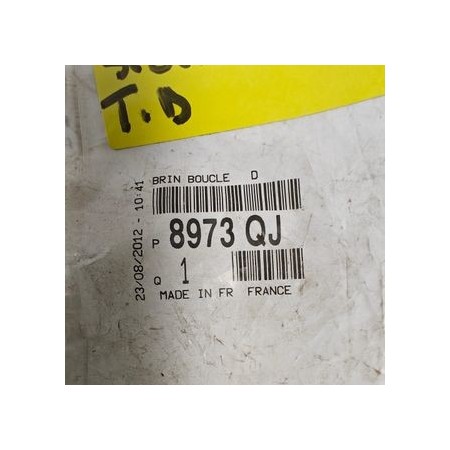 T.D
BRIN BOUCLE D
P 8973 QJ
Q 1
MADE IN FR FRANCE
23/08/2012 - 10:41